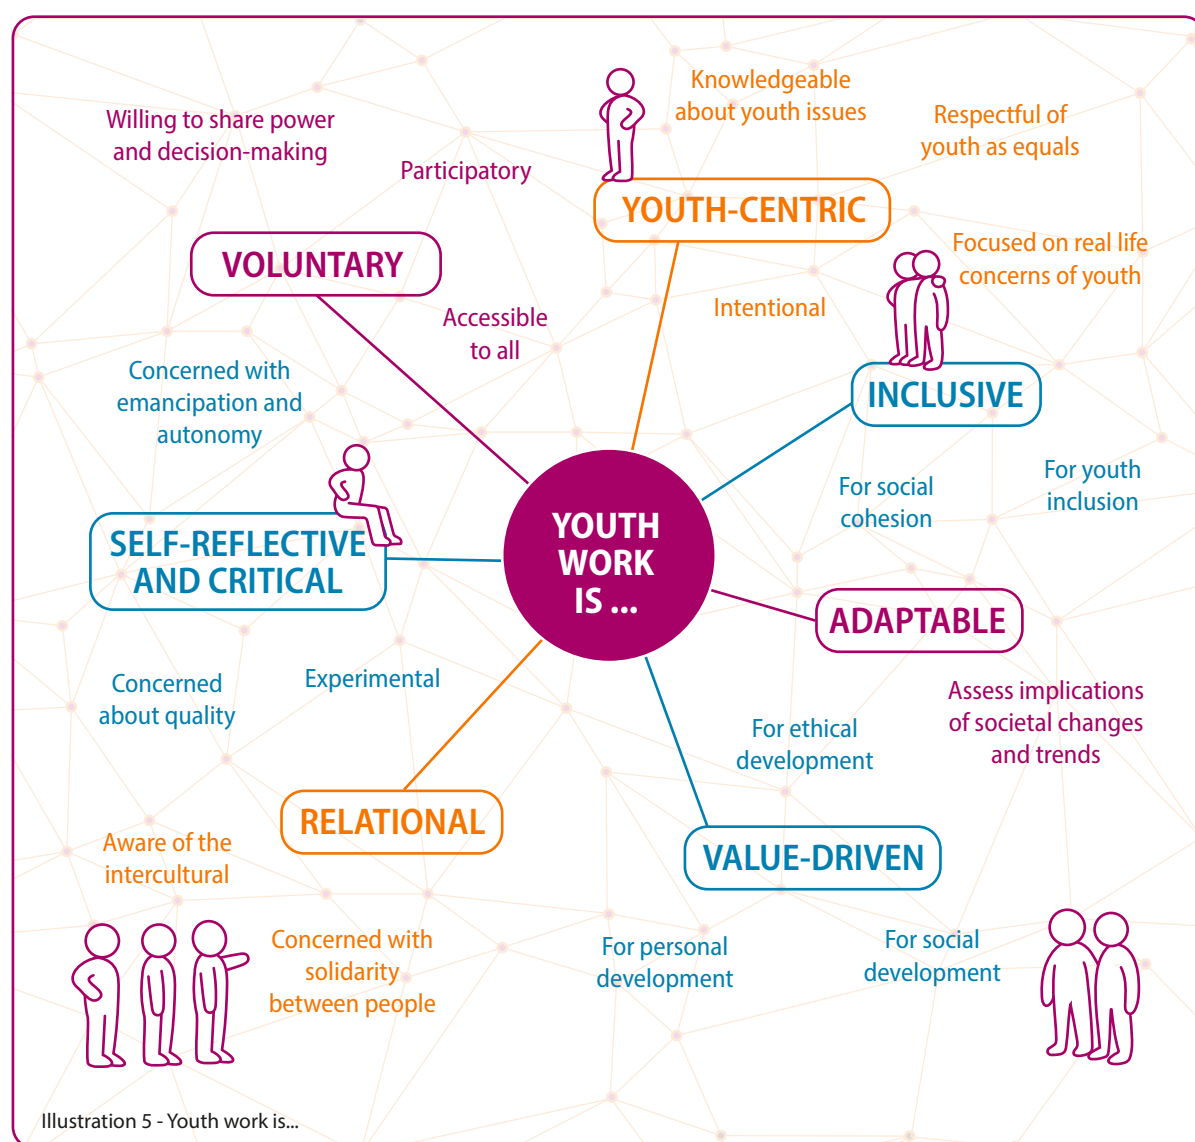 Knowledgeable
about youth issues
Willing to share power
and decision-making
Participatory
Respectful of
youth as equals
YOUTH-CENTRIC
VOLUNTARY
Focused on real life
concerns of youth
Intentional
Accessible
to all
Concerned with
emancipation and
autonomy
INCLUSIVE
For social
cohesion
For youth
inclusion
SELF-REFLECTIVE
AND CRITICAL
YOUTH
WORK
IS ...
ADAPTABLE
Concerned
about quality
Experimental
Assess implications
of societal changes
and trends
For ethical
development
RELATIONAL
VALUE-DRIVEN
Aware of the
intercultural
Concerned with
solidarity
between people
For personal
development
For social
development
Illustration 5 - Youth work is...